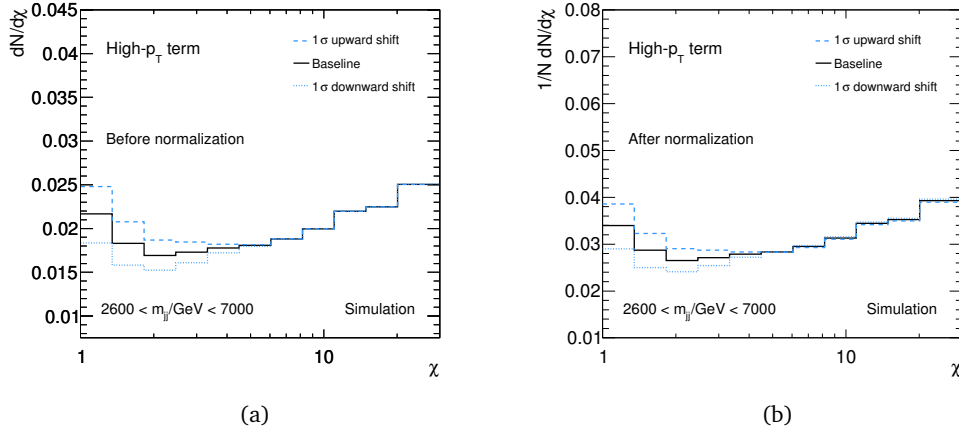 dN/dχ
0.045
0.04
0.035
0.03
0.025
0.02
0.015
0.01
High-p_T term
1 σ upward shift
Baseline
1 σ downward shift
Before normalization
2600 < m_jj/GeV < 7000
Simulation
1
10
χ
(a)
1/N dN/dχ
0.08
0.07
0.06
0.05
0.04
0.03
0.02
0.01
High-p_T term
1 σ upward shift
Baseline
1 σ downward shift
After normalization
2600 < m_jj/GeV < 7000
Simulation
1
10
χ
(b)